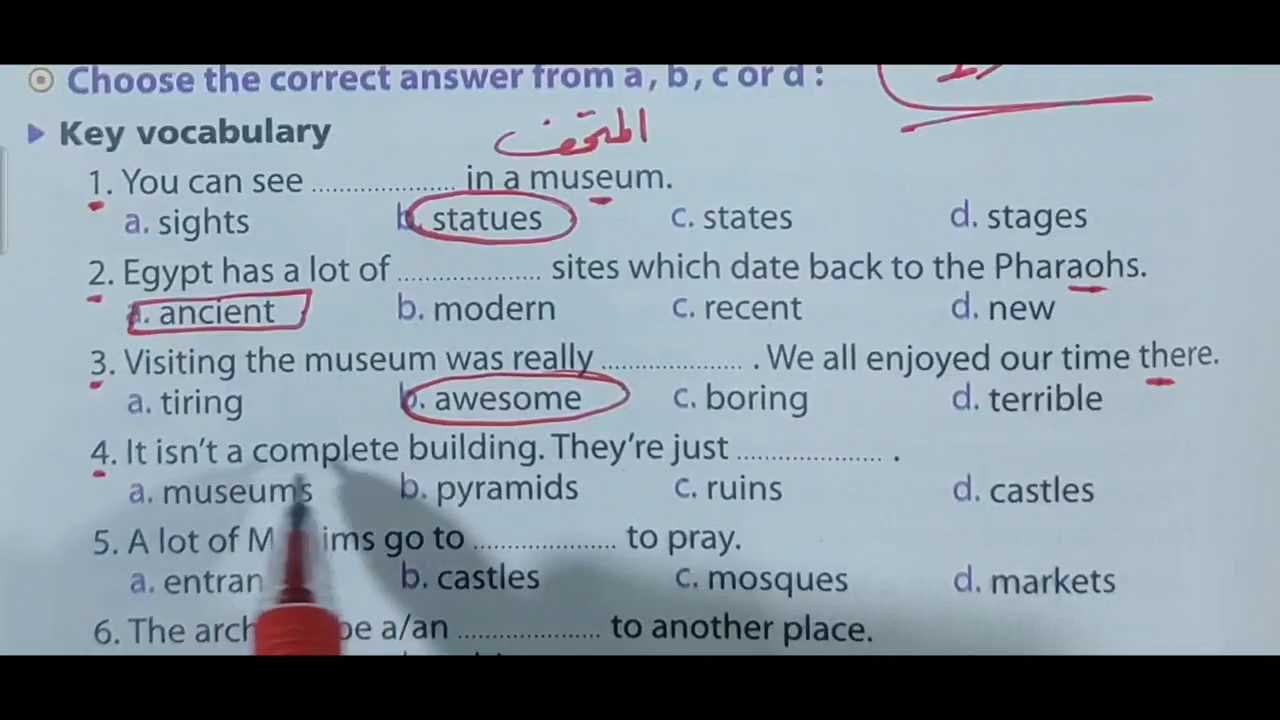 Choose the correct answer from a, b, c or d :
Key vocabulary
المتحف
1. You can see .................... in a museum.
a. sights b. statues c. states d. stages
2. Egypt has a lot of .................... sites which date back to the Pharaohs.
a. ancient b. modern c. recent d. new
3. Visiting the museum was really .................... . We all enjoyed our time there.
a. tiring b. awesome c. boring d. terrible
4. It isn't a complete building. They're just .................... .
a. museums b. pyramids c. ruins d. castles
5. A lot of go to .................... to pray.
a. b. castles c. mosques d. markets
6. The a/an .................... to another place.